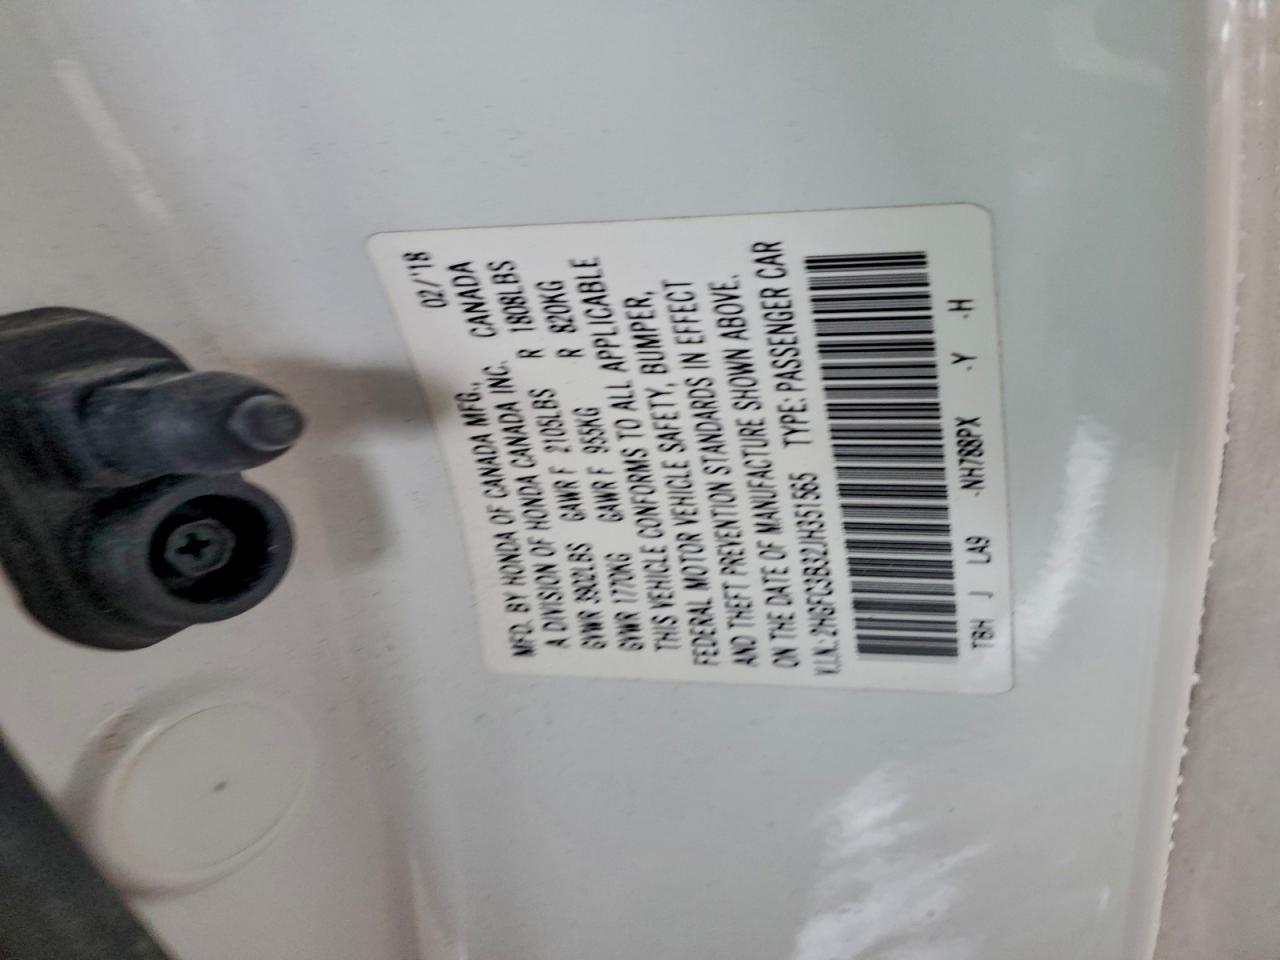 MFD. BY HONDA OF CANADA MFG., CANADA 02/'18
A DIVISION OF HONDA CANADA INC.
GVWR 3902LBS GAWR F 2105LBS R 1808LBS
GVWR 1770KG GAWR F 955KG R 820KG
THIS VEHICLE CONFORMS TO ALL APPLICABLE
FEDERAL MOTOR VEHICLE SAFETY, BUMPER,
AND THEFT PREVENTION STANDARDS IN EFFECT
ON THE DATE OF MANUFACTURE SHOWN ABOVE.
V.I.N.: 2HGFC3B32JH351565 TYPE: PASSENGER CAR
TBH J LA9 -NH788PX -Y -H